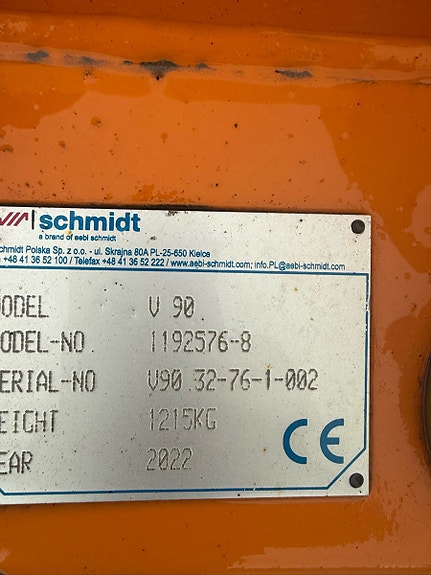 schmidt
a brand of aebi schmidt
chmidt Polska Sp. z o.o. - ul. Skrajna 80A PL-25-650 Kielce
+48 41 36 52 100 / Telefax +48 41 36 52 222 / www.aebi-schmidt.com; info.PL@aebi-schmidt.com
ODEL V 90
ODEL-NO 1192576-8
ERIAL-NO V90.32-76-1-002
EIGHT 1215KG
EAR 2022
CE